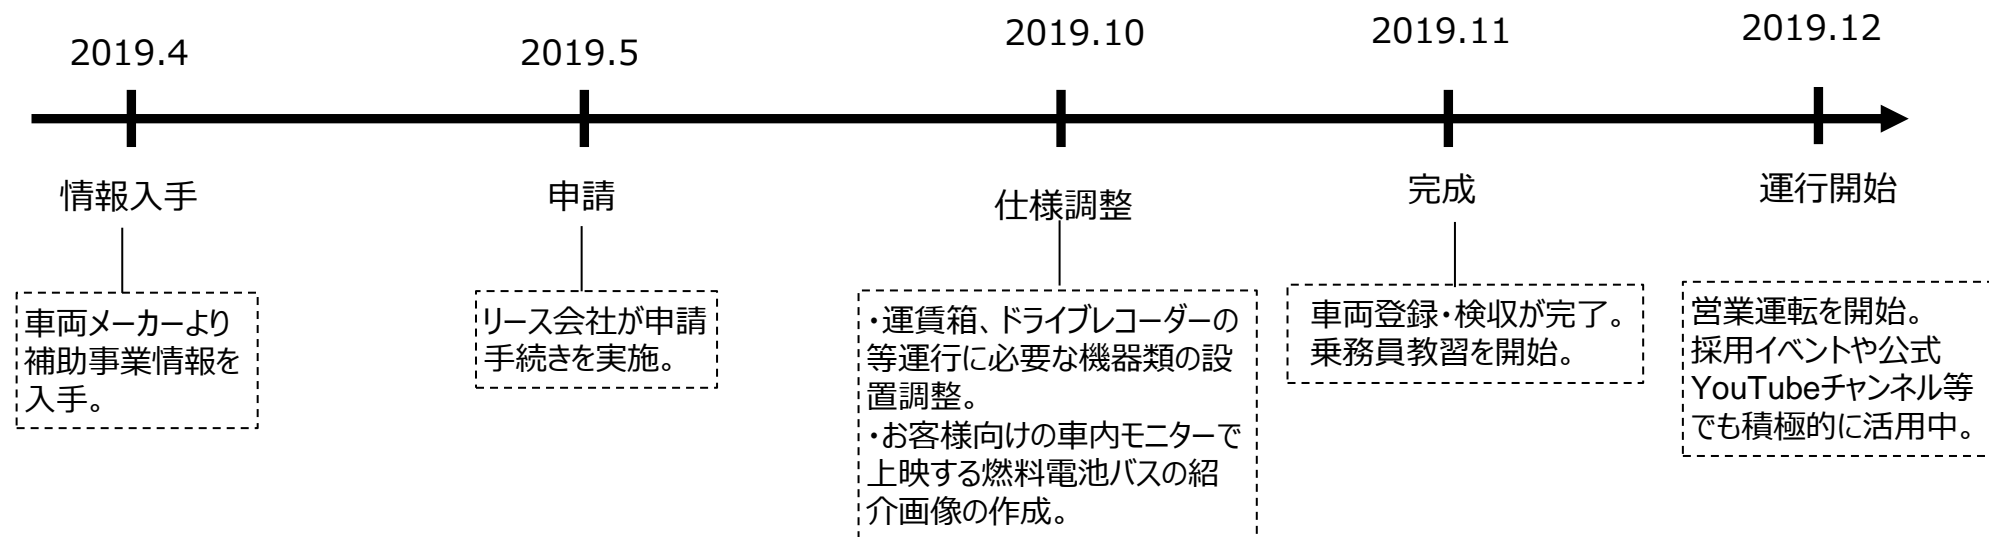 2019.4
2019.5
2019.10
2019.11
2019.12
情報入手
申請
仕様調整
完成
運行開始
車両メーカーより
補助事業情報を
入手。
リース会社が申請
手続きを実施。
・運賃箱、ドライブレコーダーの
等運行に必要な機器類の設
置調整。
・お客様向けの車内モニターで
上映する燃料電池バスの紹
介画像の作成。
車両登録・検収が完了。
乗務員教習を開始。
営業運転を開始。
採用イベントや公式
YouTubeチャンネル等
でも積極的に活用中。